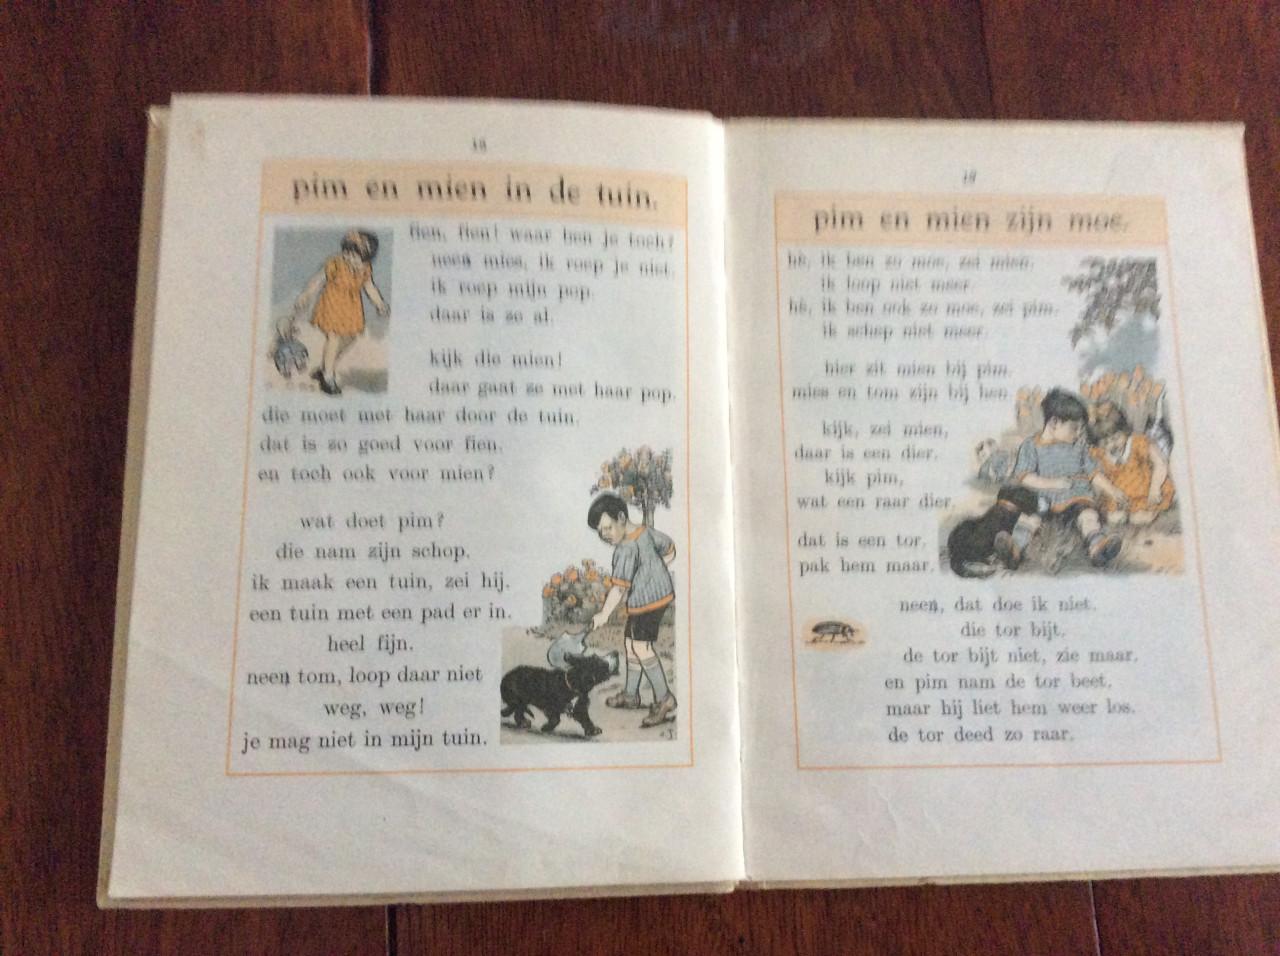 pim en mien in de tuin.
fien, fien! waar ben je toch?
neen mies, ik roep je niet.
ik roep mijn pop.
daar is ze al.
kijk die mien!
daar gaat ze met haar pop.
die moet met haar door de tuin.
dat is zo goed voor fien.
en toch ook voor mien?
wat doet pim?
die nam zijn schop.
ik maak een tuin, zei hij.
een tuin met een pad er in.
heel fijn.
neen tom, loop daar niet
weg, weg!
je mag niet in mijn tuin.
pim en mien zijn moe.
hè, ik ben zo moe, zei mien.
ik loop niet meer.
hè, ik ben ook zo moe, zei pim.
ik schep niet meer.
hier zit mien bij pim.
mies en tom zijn bij hen.
kijk, zei mien,
daar is een dier.
kijk pim,
wat een raar dier.
dat is een tor.
pak hem maar.
neen, dat doe ik niet.
die tor bijt.
de tor bijt niet, zie maar.
en pim nam de tor beet.
maar hij liet hem weer los.
de tor deed zo raar.